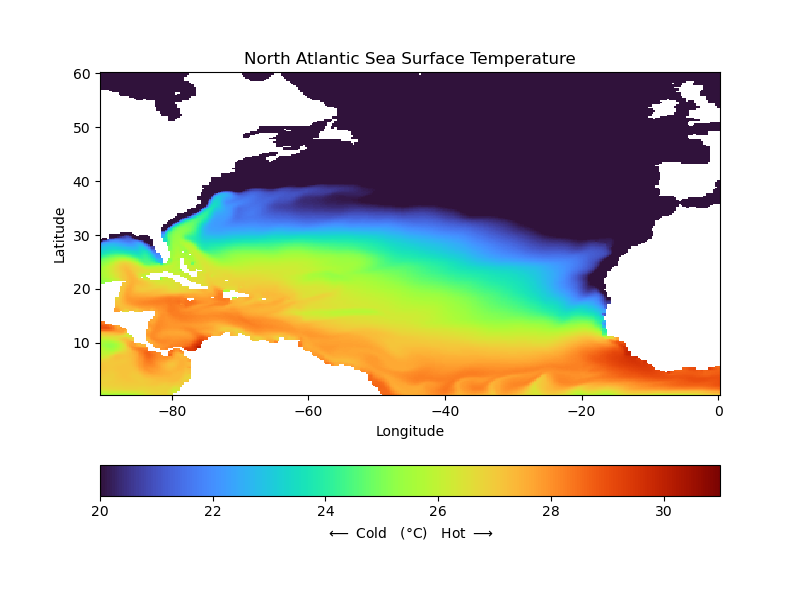 North Atlantic Sea Surface Temperature
60
50
40
30
20
10
Latitude
−80 −60 −40 −20 0
Longitude
20 22 24 26 28 30
⟵ Cold (°C) Hot ⟶